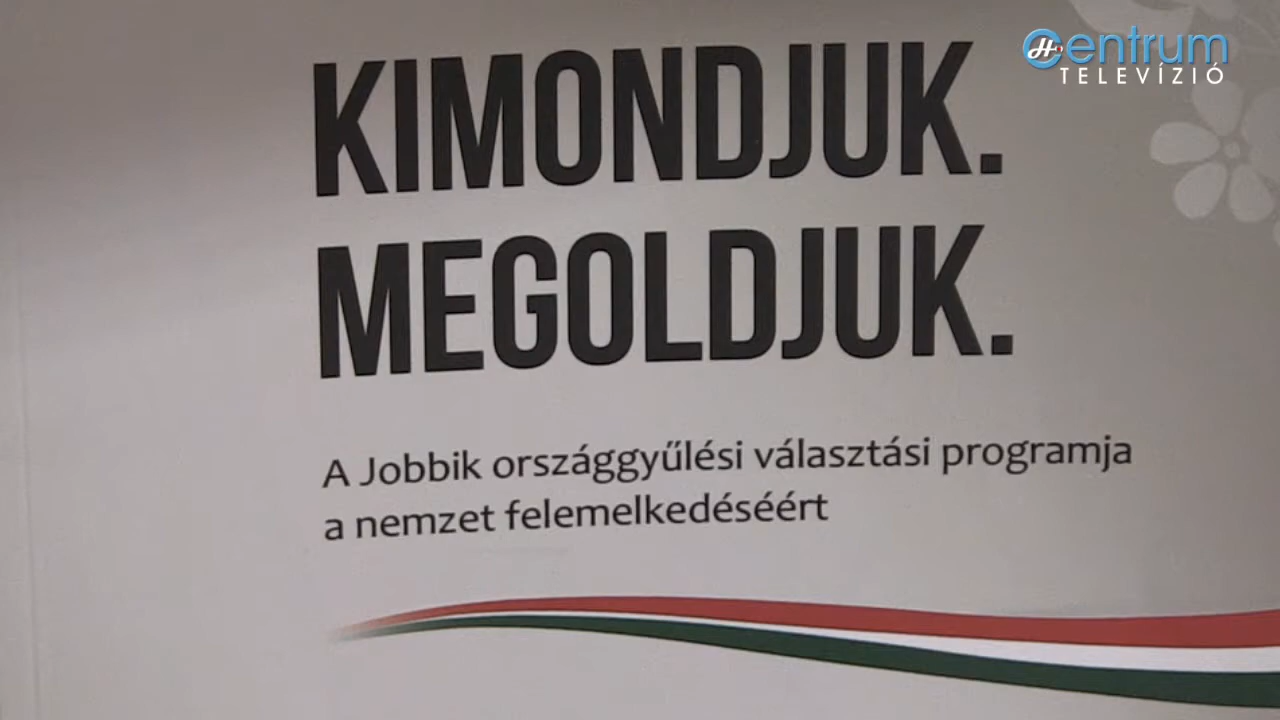 Centrum
TELEVÍZIÓ
KIMONDJUK.
MEGOLDJUK.
A Jobbik országgyűlési választási programja
a nemzet felemelkedéséért